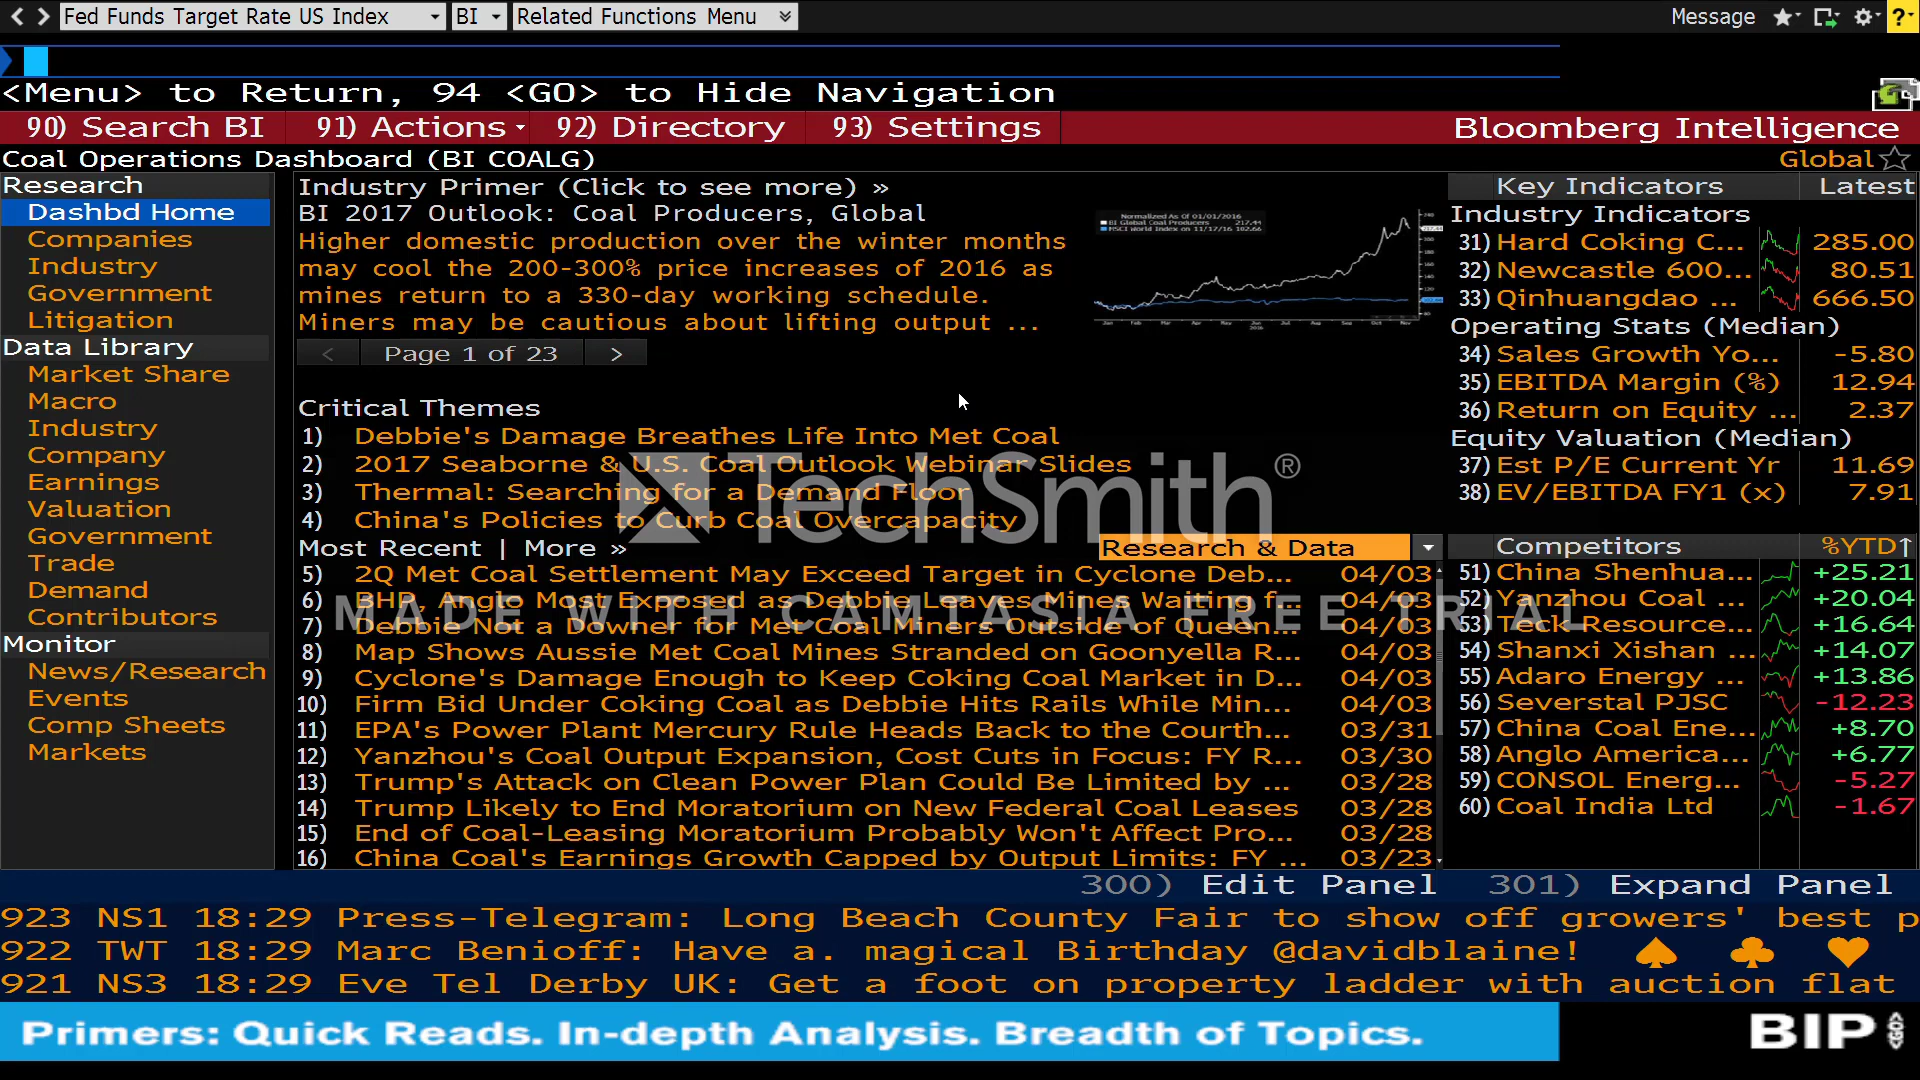 Fed Funds Target Rate US Index BI Related Functions Menu Message ?
<Menu> to Return, 94 <GO> to Hide Navigation
90) Search BI 91) Actions 92) Directory 93) Settings Bloomberg Intelligence
Coal Operations Dashboard (BI COALG) Global
Research
Dashbd Home
Companies
Industry
Government
Litigation
Data Library
Market Share
Macro
Industry
Company
Earnings
Valuation
Government
Trade
Demand
Contributors
Monitor
News/Research
Events
Comp Sheets
Markets
Industry Primer (Click to see more) »
BI 2017 Outlook: Coal Producers, Global
Higher domestic production over the winter months
may cool the 200-300% price increases of 2016 as
mines return to a 330-day working schedule.
Miners may be cautious about lifting output ...
< Page 1 of 23 >
Normalized As Of 01/01/2016
BI Global Coal Producers 217.44
MSCI World Index on 11/17/16 102.66
Critical Themes
1) Debbie's Damage Breathes Life Into Met Coal
2) 2017 Seaborne & U.S. Coal Outlook Webinar Slides
3) Thermal: Searching for a Demand Floor
4) China's Policies to Curb Coal Overcapacity
TechSmith®
Most Recent | More » Research & Data
5) 2Q Met Coal Settlement May Exceed Target in Cyclone Deb... 04/03
6) BHP, Anglo Most Exposed as Debbie Leaves Mines Waiting f... 04/03
MADE WITH CAMTASIA FREE TRIAL
7) Debbie Not a Downer for Met Coal Miners Outside of Queen... 04/03
8) Map Shows Aussie Met Coal Mines Stranded on Goonyella R... 04/03
9) Cyclone's Damage Enough to Keep Coking Coal Market in D... 04/03
10) Firm Bid Under Coking Coal as Debbie Hits Rails While Min... 04/03
11) EPA's Power Plant Mercury Rule Heads Back to the Courth... 03/31
12) Yanzhou's Coal Output Expansion, Cost Cuts in Focus: FY R... 03/30
13) Trump's Attack on Clean Power Plan Could Be Limited by ... 03/28
14) Trump Likely to End Moratorium on New Federal Coal Leases 03/28
15) End of Coal-Leasing Moratorium Probably Won't Affect Pro... 03/28
16) China Coal's Earnings Growth Capped by Output Limits: FY ... 03/23
Key Indicators Latest
Industry Indicators
31) Hard Coking C... 285.00
32) Newcastle 600... 80.51
33) Qinhuangdao ... 666.50
Operating Stats (Median)
34) Sales Growth Yo... -5.80
35) EBITDA Margin (%) 12.94
36) Return on Equity ... 2.37
Equity Valuation (Median)
37) Est P/E Current Yr 11.69
38) EV/EBITDA FY1 (x) 7.91
Competitors %YTD↑
51) China Shenhua... +25.21
52) Yanzhou Coal ... +20.04
53) Teck Resource... +16.64
54) Shanxi Xishan ... +14.07
55) Adaro Energy ... +13.86
56) Severstal PJSC -12.23
57) China Coal Ene... +8.70
58) Anglo America... +6.77
59) CONSOL Energ... -5.27
60) Coal India Ltd -1.67
300) Edit Panel 301) Expand Panel
923 NS1 18:29 Press-Telegram: Long Beach County Fair to show off growers' best p
922 TWT 18:29 Marc Benioff: Have a. magical Birthday @davidblaine! ♠ ♣ ♥
921 NS3 18:29 Eve Tel Derby UK: Get a foot on property ladder with auction flat
Primers: Quick Reads. In-depth Analysis. Breadth of Topics. BIP <GO>